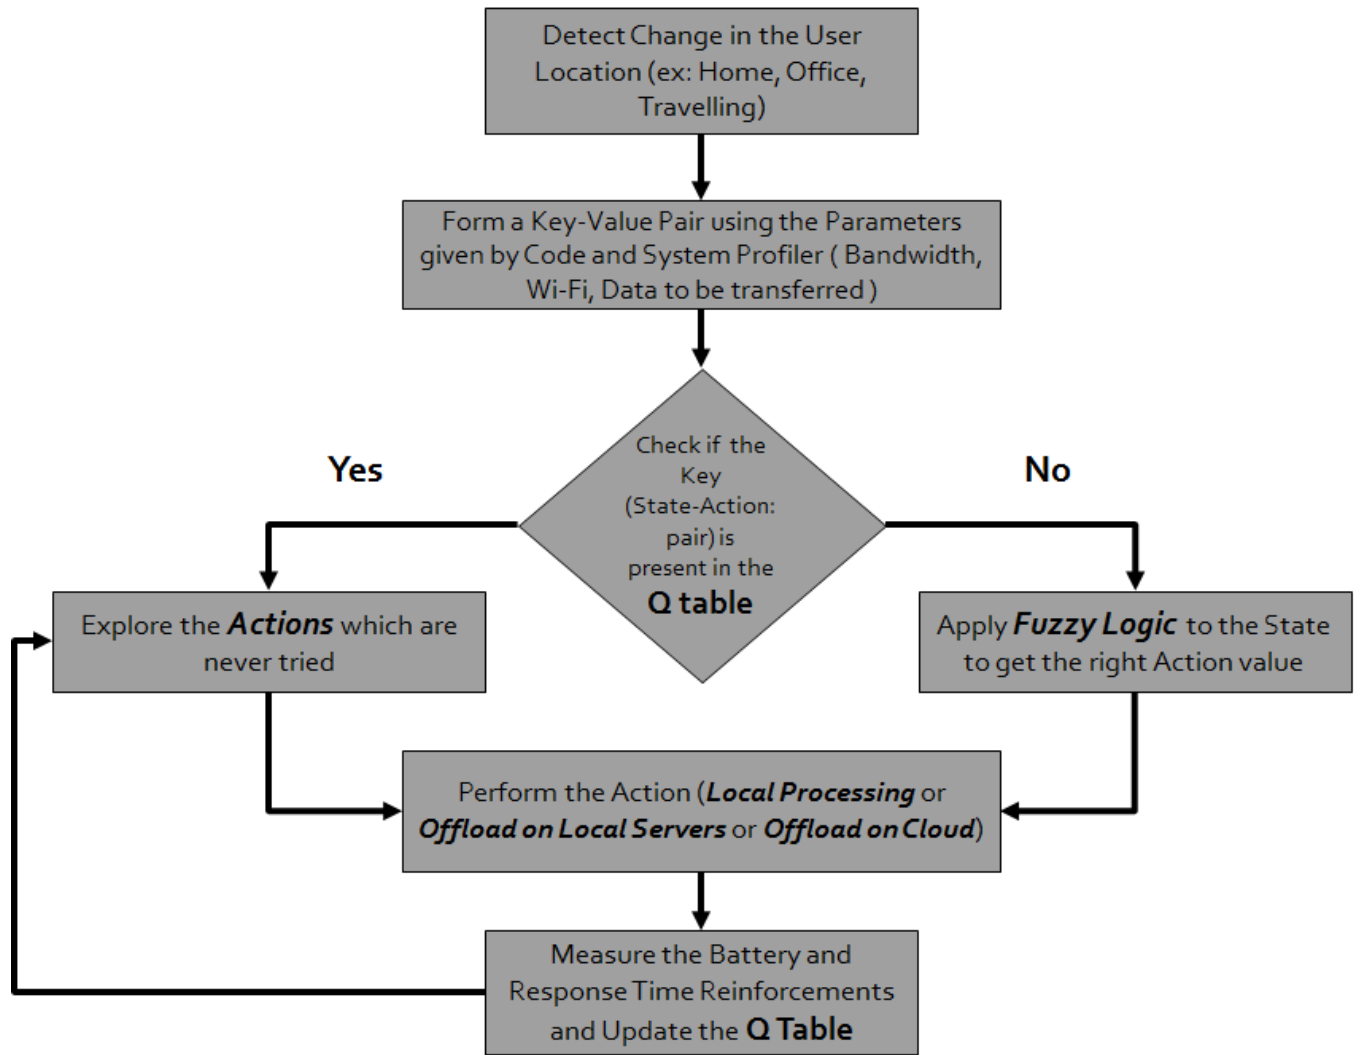 Detect Change in the User
Location (ex: Home, Office,
Travelling)
Form a Key-Value Pair using the Parameters
given by Code and System Profiler ( Bandwidth,
Wi-Fi, Data to be transferred )
Check if the
Key
(State-Action:
pair) is
present in the
Q table
Yes
No
Explore the Actions which are
never tried
Apply Fuzzy Logic to the State
to get the right Action value
Perform the Action (Local Processing or
Offload on Local Servers or Offload on Cloud)
Measure the Battery and
Response Time Reinforcements
and Update the Q Table